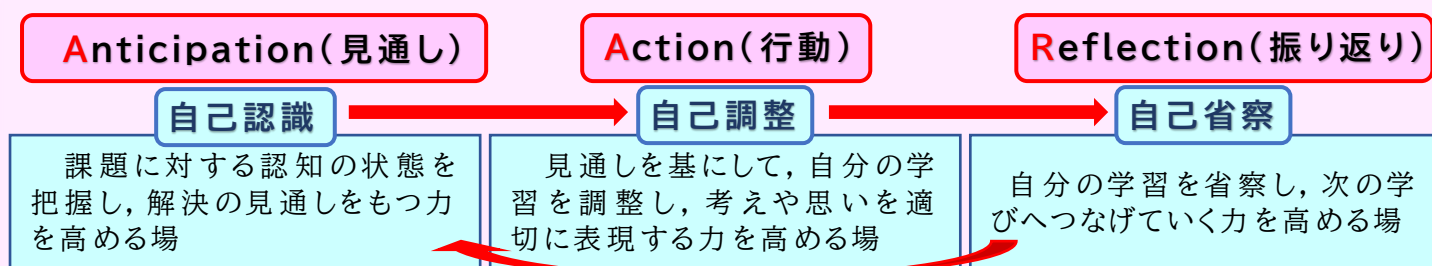 Anticipation(見通し)
Action(行動)
Reflection(振り返り)
自己認識
自己調整
自己省察
課題に対する認知の状態を
把握し,解決の見通しをもつ力
を高める場
見通しを基にして,自分の学
習を調整し,考えや思いを適
切に表現する力を高める場
自分の学習を省察し,次の学
びへつなげていく力を高める場